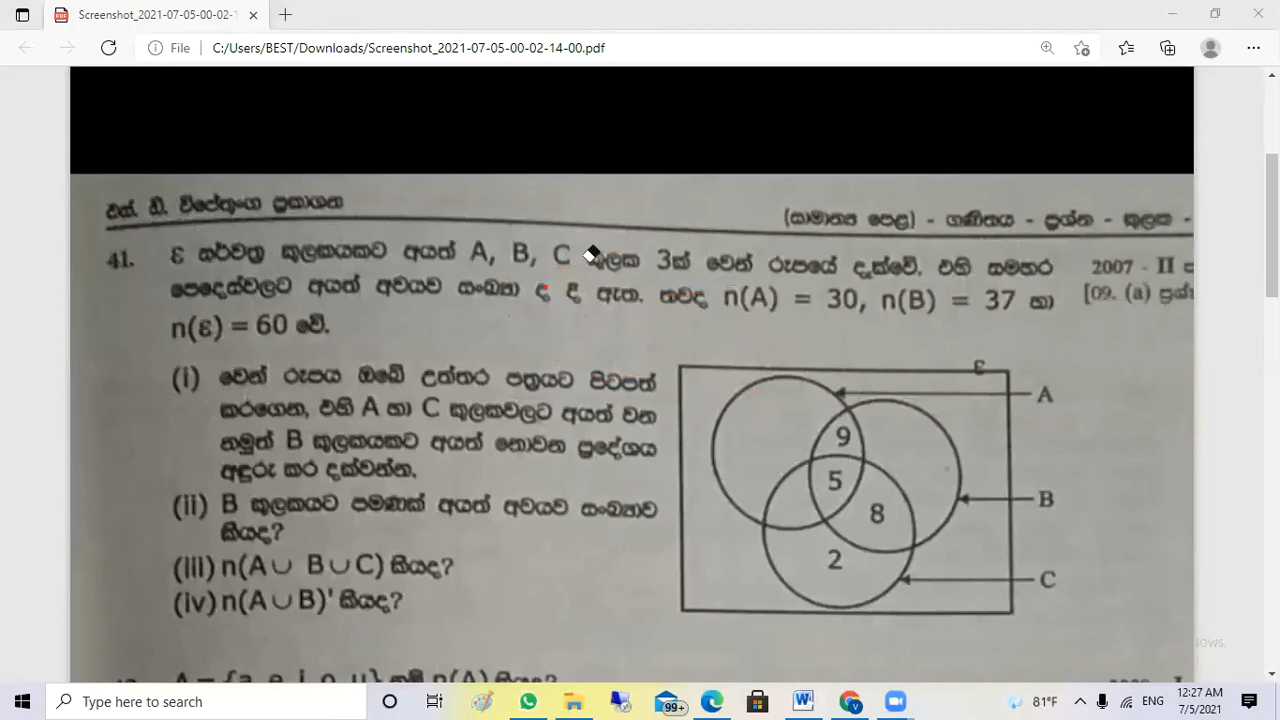 Screenshot_2021-07-05-00-02-1
File C:/Users/BEST/Downloads/Screenshot_2021-07-05-00-02-14-00.pdf
එස්. ඩී. විජේතුංග ප්‍රකාශන
(සාමාන්‍ය පෙළ) - ගණිතය - ප්‍රශ්න - කුලක -
41. ε සර්වත්‍ර කුලකයකට අයත් A, B, C කුලක 3ක් වෙන් රූපයේ දැක්වේ. එහි සමහර
2007 - II
පෙදෙස්වලට අයත් අවයව සංඛ්‍යා ද දී ඇත. තවද n(A) = 30, n(B) = 37 හා
[09. (a)
n(ε) = 60 වේ.
(i) වෙන් රූපය ඔබේ උත්තර පත්‍රයට පිටපත්
කරගෙන, එහි A හා C කුලකවලට අයත් වන
නමුත් B කුලකයකට අයත් නොවන ප්‍රදේශය
අඳුරු කර දක්වන්න.
(ii) B කුලකයට පමණක් අයත් අවයව සංඛ්‍යාව
කීයද?
(iii) n(A∪ B∪C) කීයද?
(iv) n(A∪B)' කීයද?
ε
A
9
5
B
8
2
C
Type here to search
99+
81°F
ENG
12:27 AM
7/5/2021